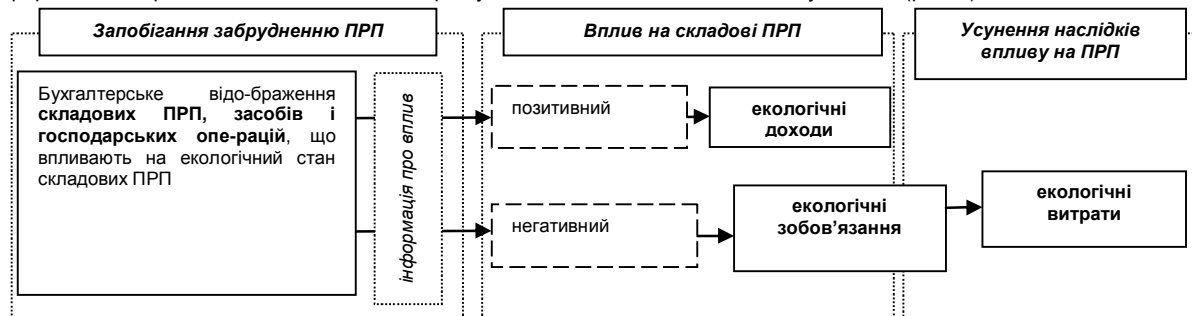 Запобігання забрудненню ПРП
Вплив на складові ПРП
Усунення наслідків
впливу на ПРП
Бухгалтерське відо-браження
складових ПРП, засобів і
господарських опе-рацій, що
впливають на екологічний стан
складових ПРП
інформація про вплив
позитивний
екологічні
доходи
негативний
екологічні
зобов'язання
екологічні
витрати